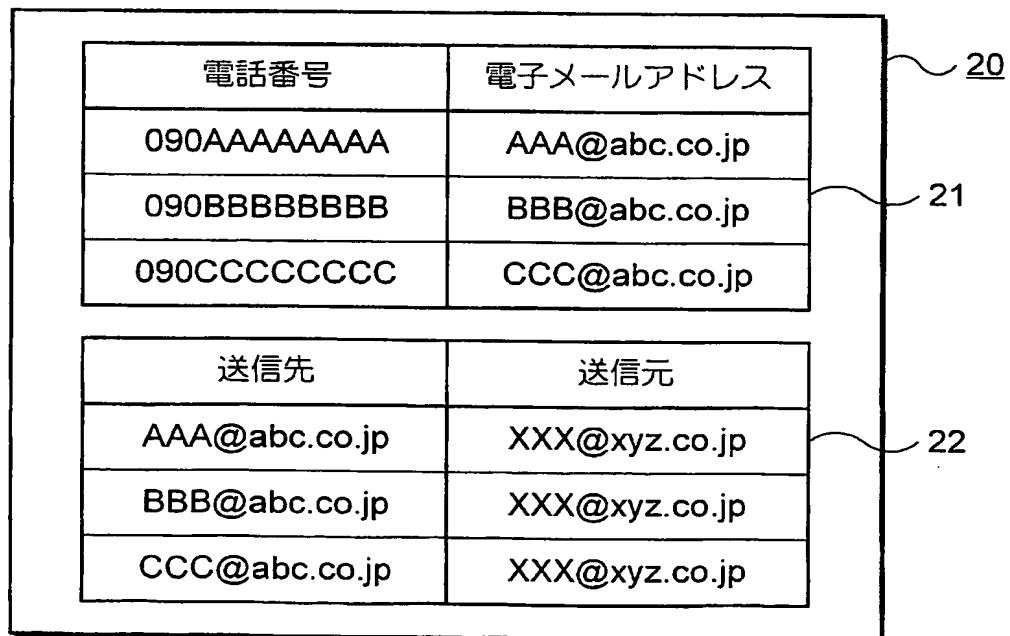 電話番号 電子メールアドレス
090AAAAAAAA AAA@abc.co.jp
090BBBBBBBB BBB@abc.co.jp
090CCCCCCCC CCC@abc.co.jp
送信先 送信元
AAA@abc.co.jp XXX@xyz.co.jp
BBB@abc.co.jp XXX@xyz.co.jp
CCC@abc.co.jp XXX@xyz.co.jp
20
21
22